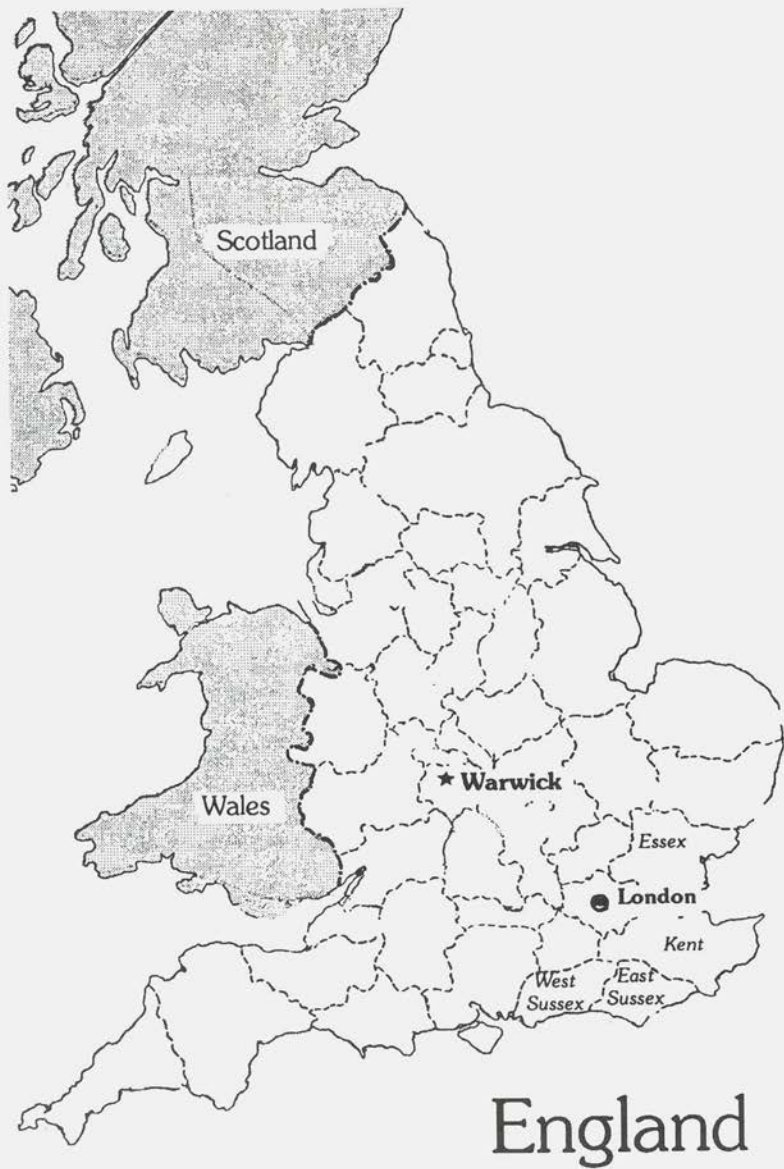 Scotland
Wales
Warwick
Essex
London
Kent
West
Sussex
East
Sussex
England